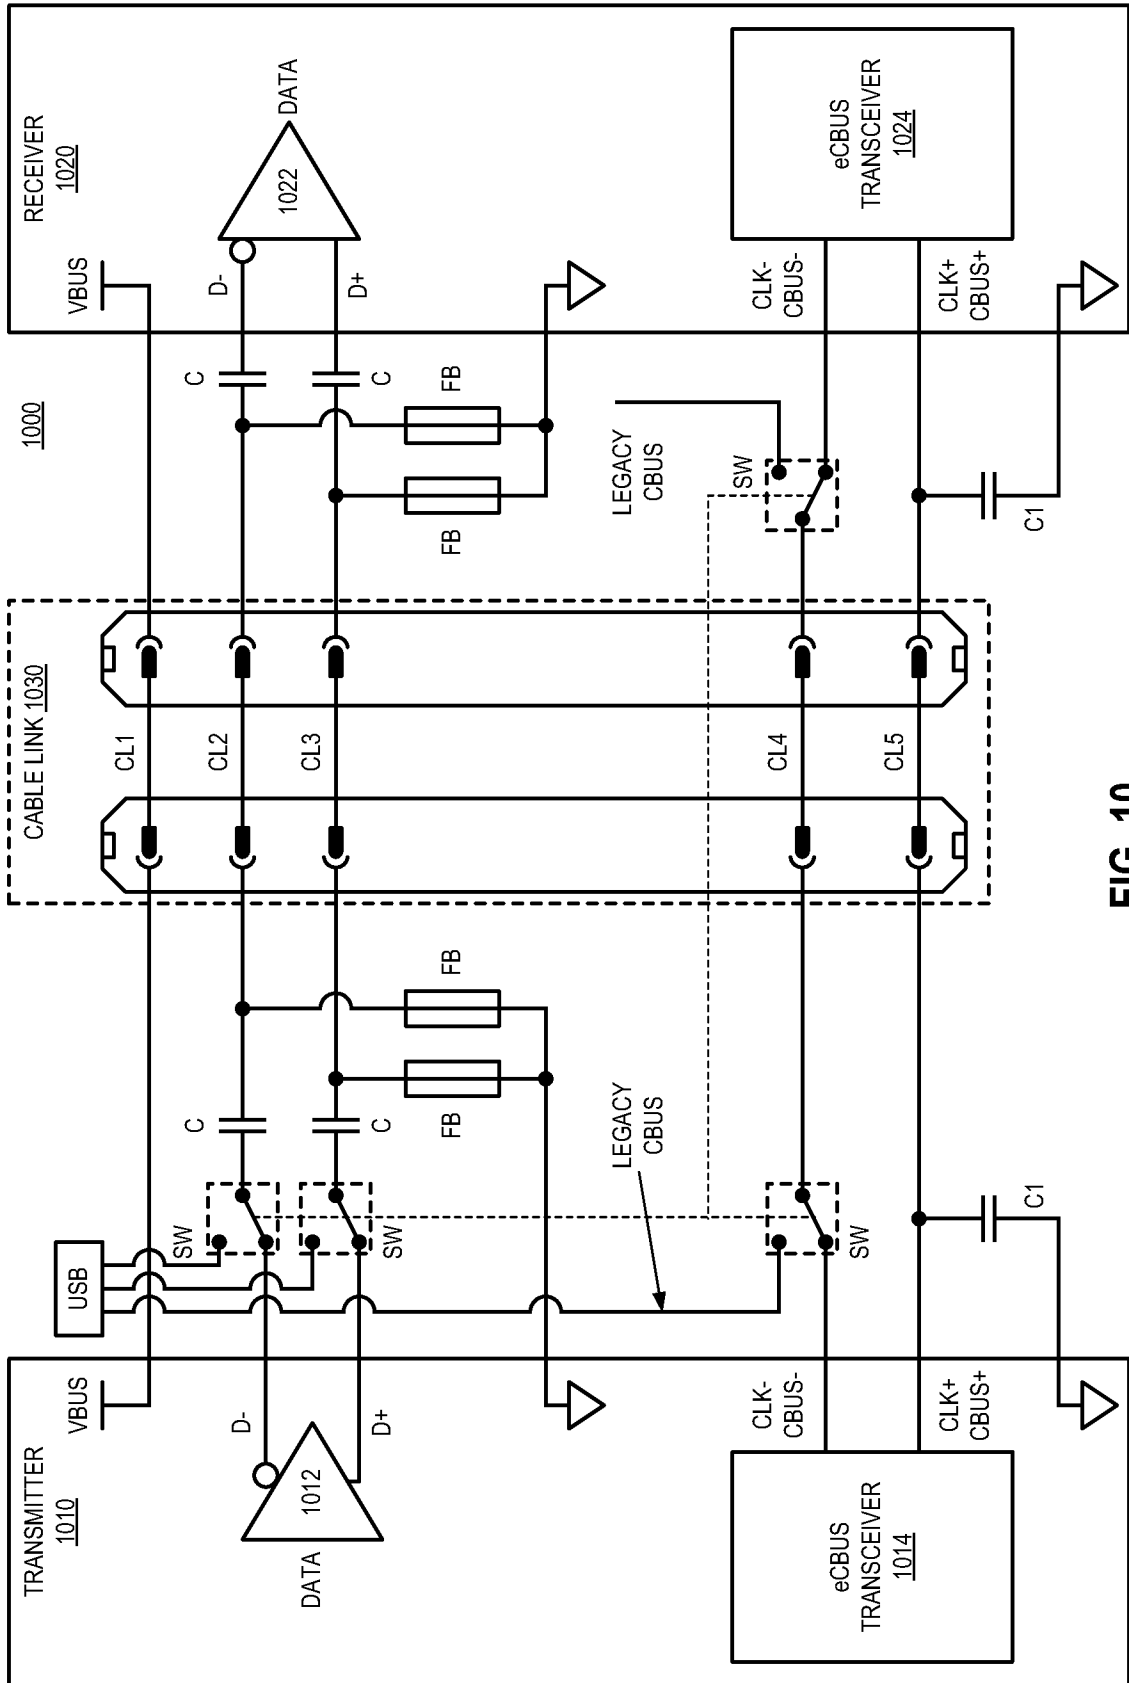 TRANSMITTER
1010
VBUS
DATA
1012
D-
D+
eCBUS
TRANSCEIVER
1014
CLK-
CBUS-
CLK+
CBUS+
USB
SW
SW
SW
LEGACY
CBUS
C
C
FB
FB
C1
CABLE LINK 1030
CL1
CL2
CL3
CL4
CL5
1000
C
C
FB
FB
LEGACY
CBUS
SW
C1
RECEIVER
1020
VBUS
D-
D+
1022
DATA
CLK-
CBUS-
CLK+
CBUS+
eCBUS
TRANSCEIVER
1024
FIG. 10